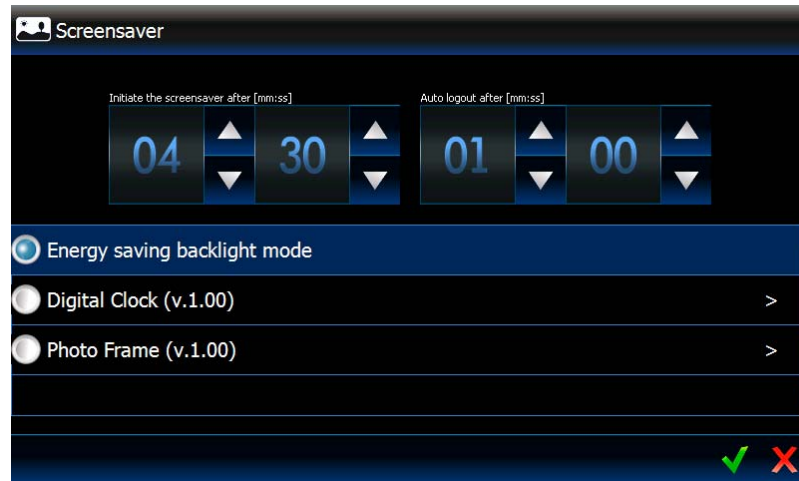 Screensaver
Initiate the screensaver after [mm:ss] Auto logout after [mm:ss]
04 30 01 00
Energy saving backlight mode
Digital Clock (v.1.00) >
Photo Frame (v.1.00) >